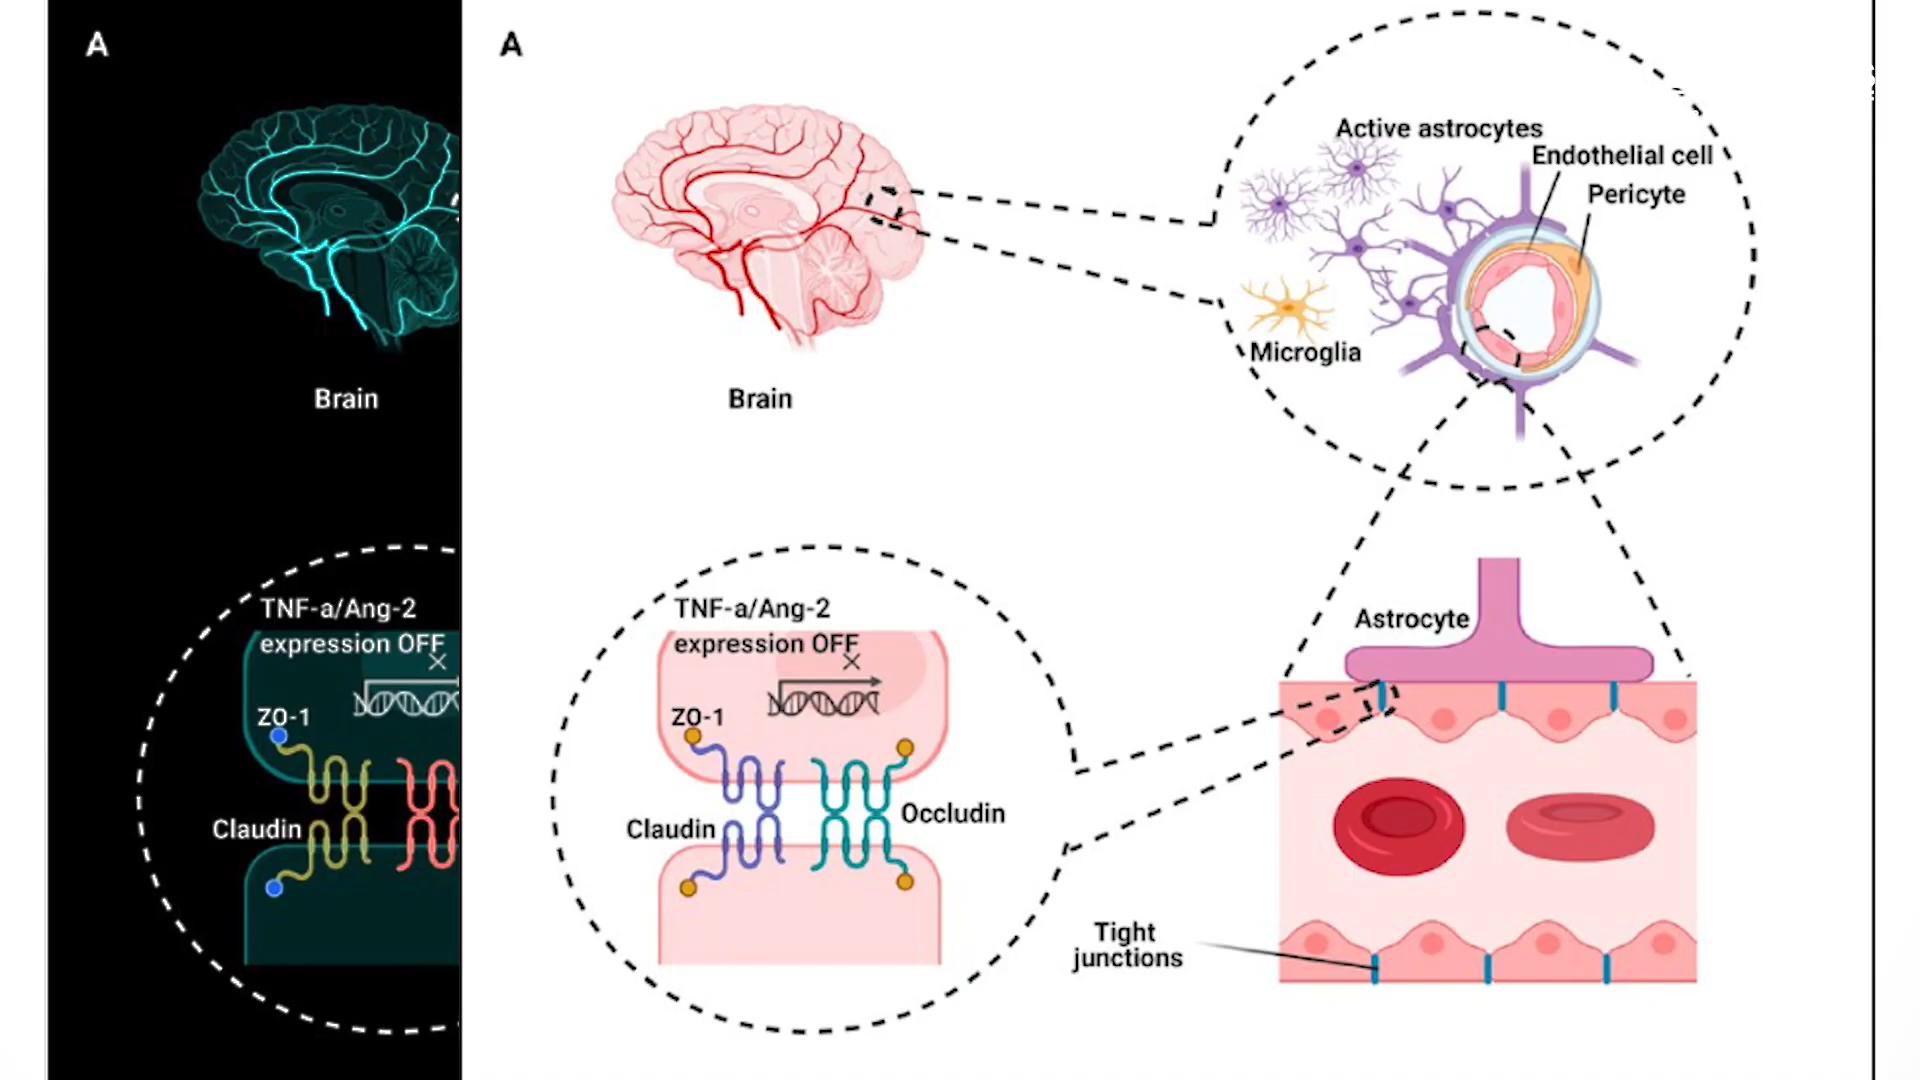 A
Brain
TNF-a/Ang-2
expression OFF
ZO-1
Claudin
A
Active astrocytes
Endothelial cell
Pericyte
Microglia
Brain
TNF-a/Ang-2
expression OFF
ZO-1
Claudin
Occludin
Astrocyte
Tight
junctions